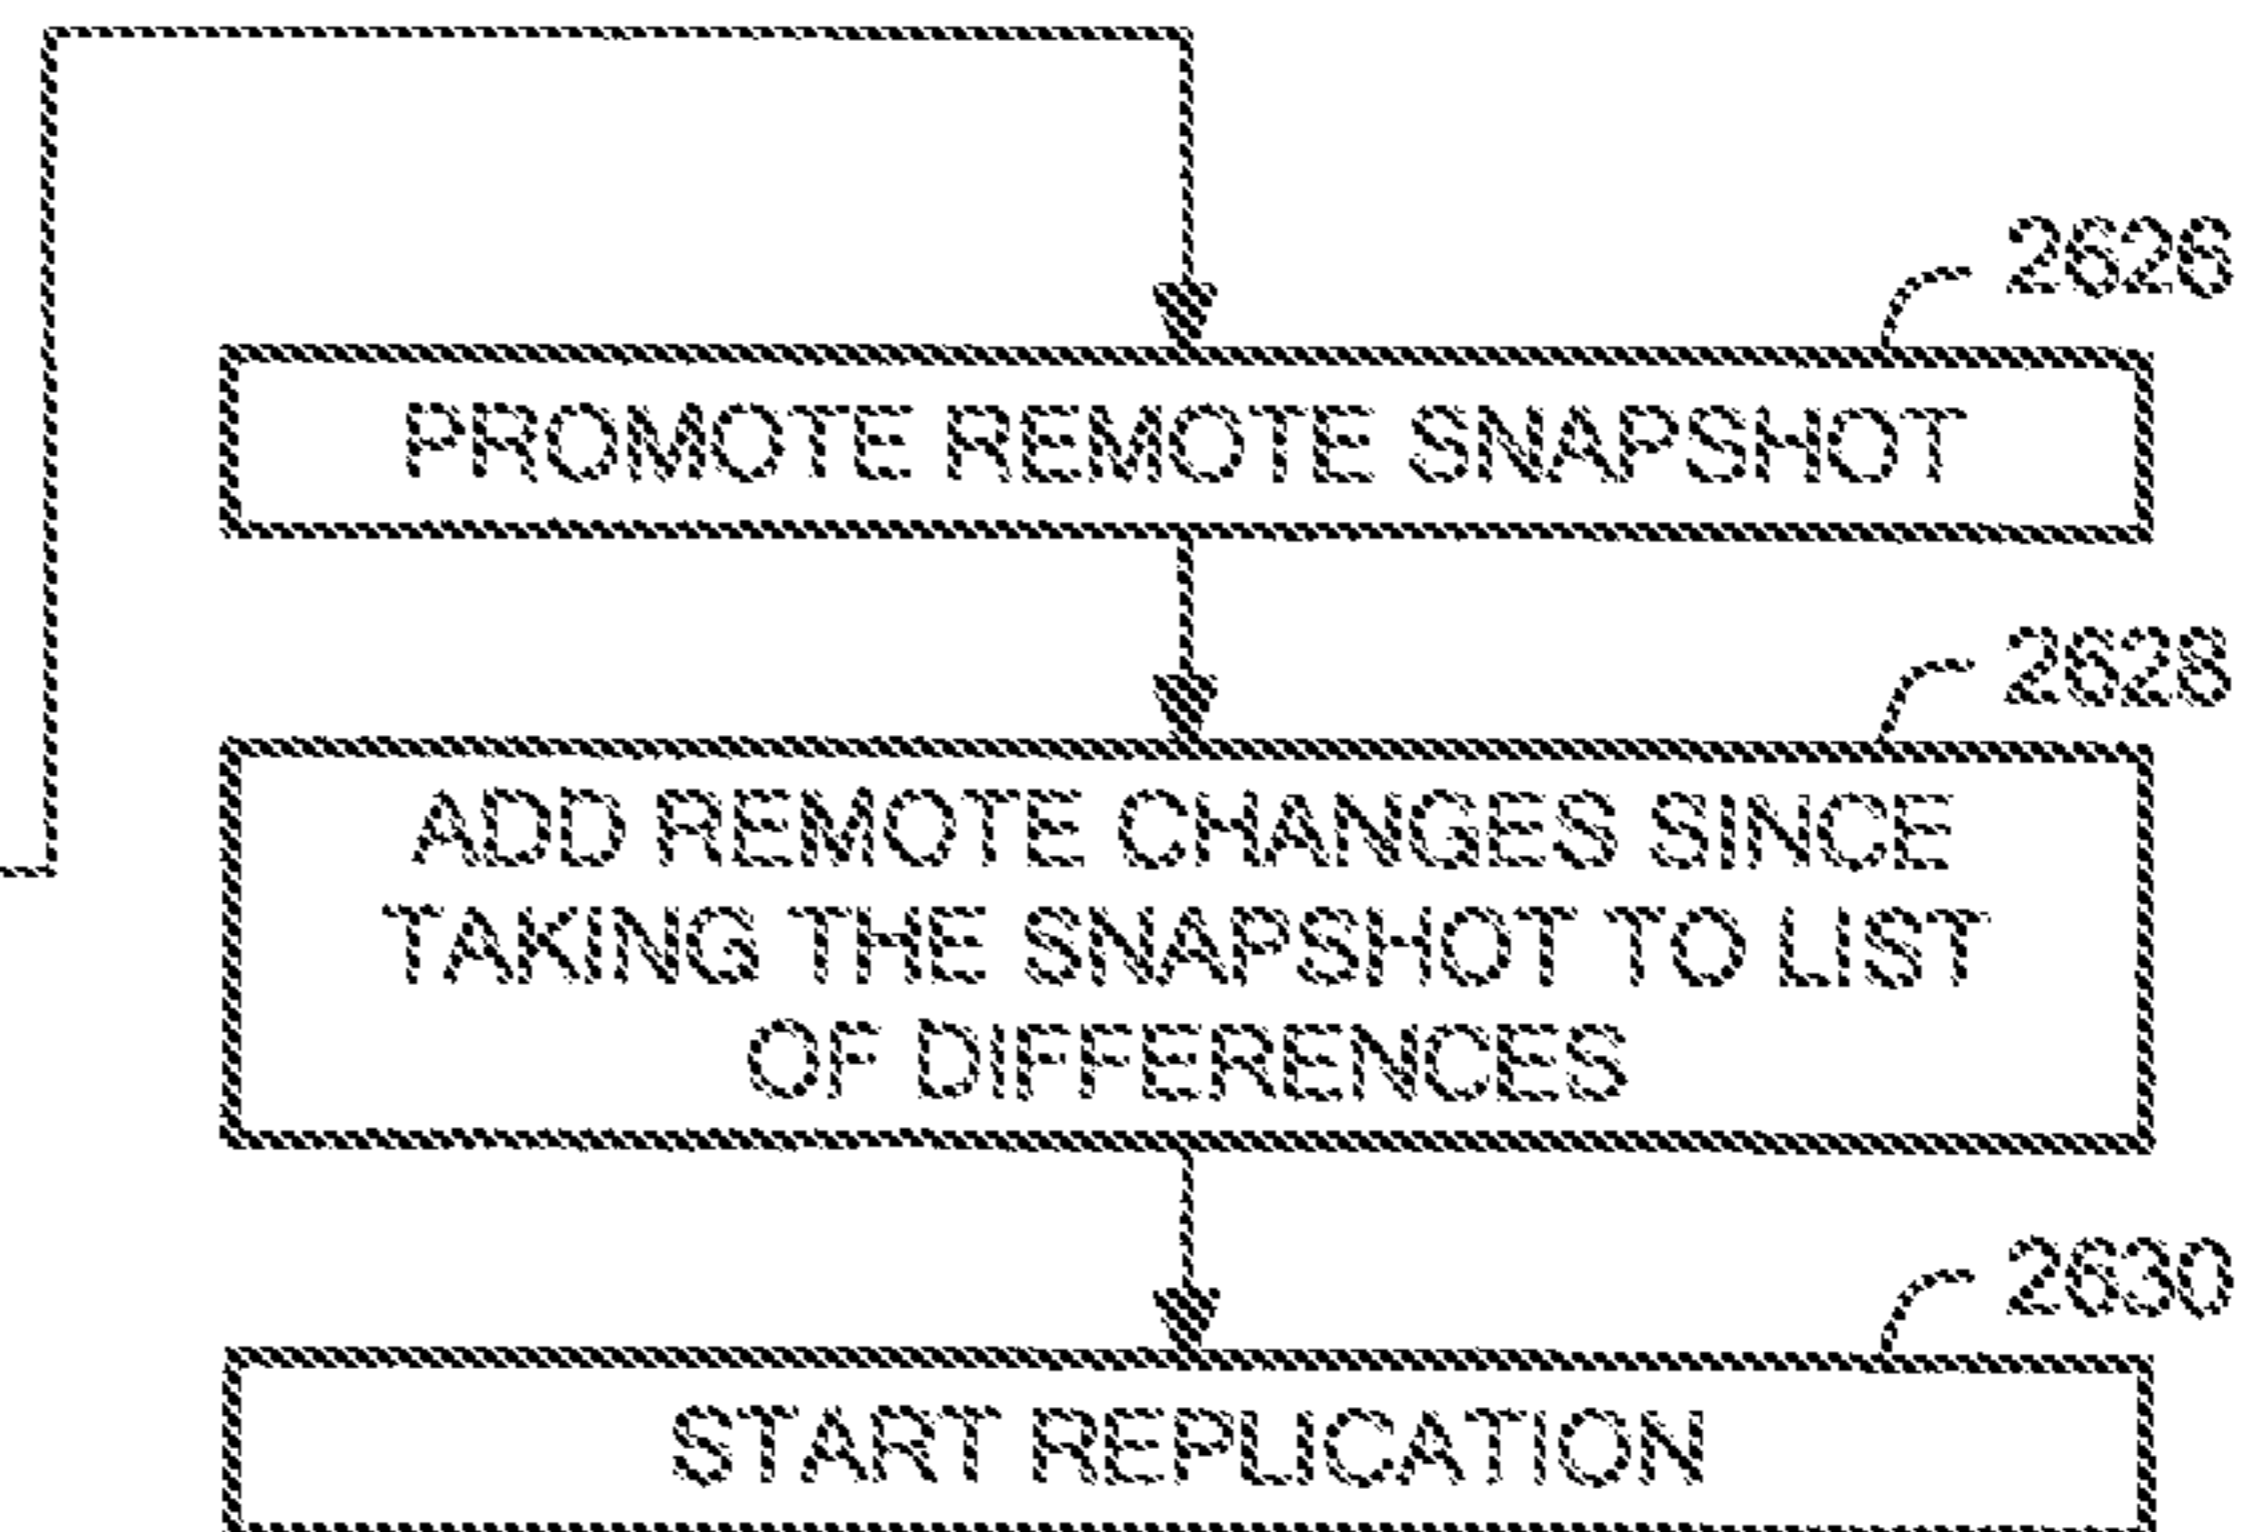 2626
PROMOTE REMOTE SNAPSHOT
2628
ADD REMOTE CHANGES SINCE
TAKING THE SNAPSHOT TO LIST
OF DIFFERENCES
2630
START REPLICATION